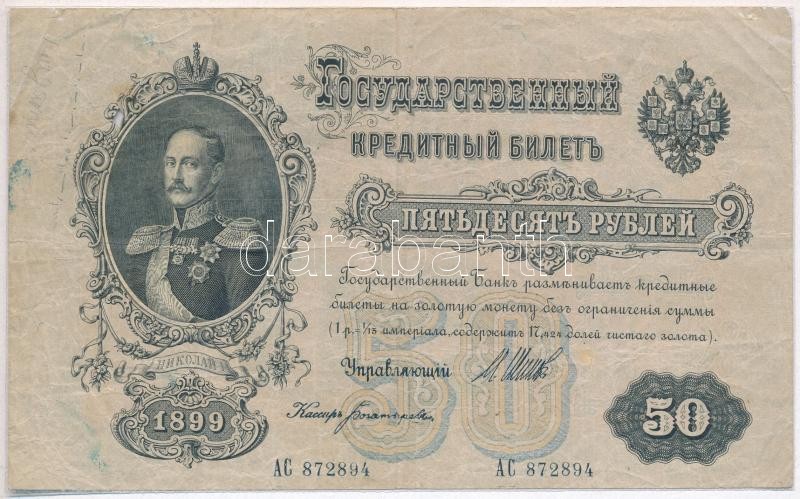 Государственный
кредитный билетъ
пятьдесятъ рублей
Государственный Банкъ размѣниваетъ кредитные
билеты на золотую монету безъ ограниченія суммы
(1 р.=1/15 имперіала, содержитъ 17,424 долей чистаго золота).
Управляющій
Кассиръ
НИКОЛАЙ I
1899
50
50
АС 872894
АС 872894
darabanth